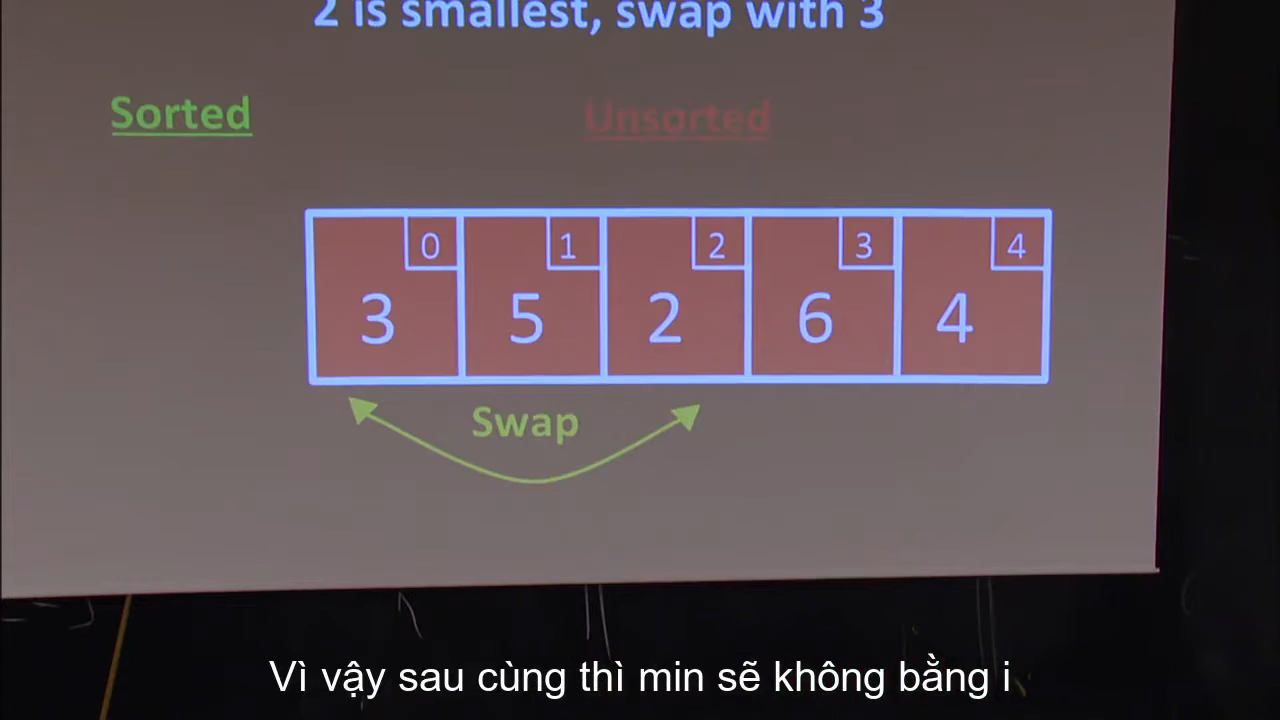 2 is smallest, swap with 3
Sorted
Unsorted
0 1 2 3 4
3 5 2 6 4
Swap
Vì vậy sau cùng thì min sẽ không bằng i